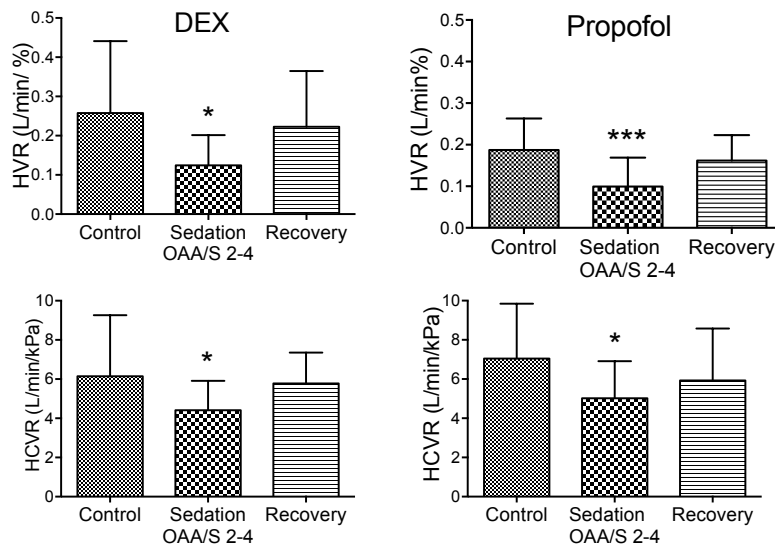 DEX
HVR (L/min/ %)
0.5
0.4
0.3
0.2
0.1
0.0
*
Control
Sedation
OAA/S 2-4
Recovery
Propofol
HVR (L/min%)
0.5
0.4
0.3
0.2
0.1
0.0
***
Control
Sedation
OAA/S 2-4
Recovery
HCVR (L/min/kPa)
10
8
6
4
2
0
*
Control
Sedation
OAA/S 2-4
Recovery
HCVR (L/min/kPa)
10
8
6
4
2
0
*
Control
Sedation
OAA/S 2-4
Recovery